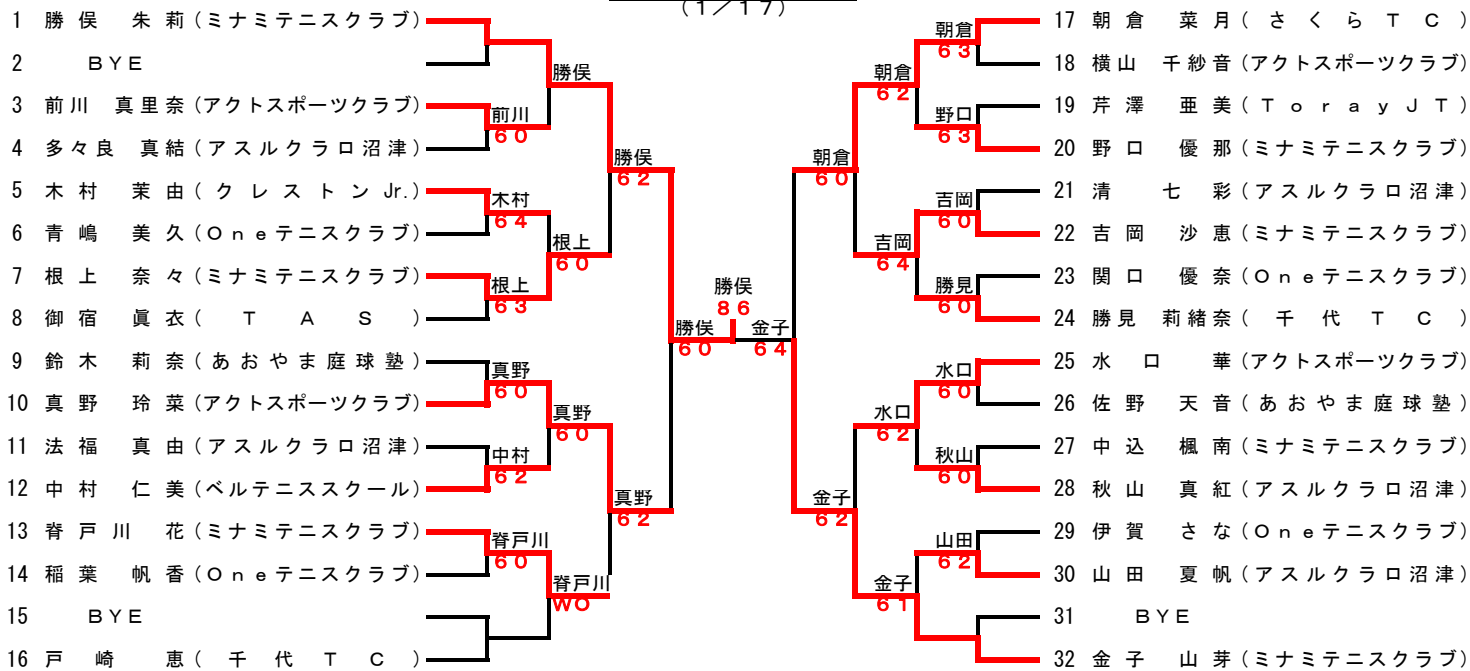 (1/17)
1 勝俣 朱莉(ミナミテニスクラブ)
2 BYE
3 前川 真里奈(アクトスポーツクラブ)
4 多々良 真結(アスルクラロ沼津)
5 木村 茉由(クレストンJr.)
6 青嶋 美久(Oneテニスクラブ)
7 根上 奈々(ミナミテニスクラブ)
8 御宿 眞衣(TAS)
9 鈴木 莉奈(あおやま庭球塾)
10 真野 玲菜(アクトスポーツクラブ)
11 法福 真由(アスルクラロ沼津)
12 中村 仁美(ベルテニススクール)
13 脊戸川 花(ミナミテニスクラブ)
14 稲葉 帆香(Oneテニスクラブ)
15 BYE
16 戸崎 恵(千代TC)
前川
60
木村
64
根上
63
真野
60
中村
62
脊戸川
60
勝俣
根上
60
真野
60
脊戸川
WO
勝俣
62
真野
62
勝俣
60
勝俣
86
金子
64
朝倉
60
金子
62
朝倉
62
吉岡
64
水口
62
金子
61
朝倉
63
野口
63
吉岡
60
勝見
60
水口
60
秋山
60
山田
62
17 朝倉 菜月(さくらTC)
18 横山 千紗音(アクトスポーツクラブ)
19 芹澤 亜美(TorayJT)
20 野口 優那(ミナミテニスクラブ)
21 清 七彩(アスルクラロ沼津)
22 吉岡 沙恵(ミナミテニスクラブ)
23 関口 優奈(Oneテニスクラブ)
24 勝見 莉緒奈(千代TC)
25 水口 華(アクトスポーツクラブ)
26 佐野 天音(あおやま庭球塾)
27 中込 楓南(ミナミテニスクラブ)
28 秋山 真紅(アスルクラロ沼津)
29 伊賀 さな(Oneテニスクラブ)
30 山田 夏帆(アスルクラロ沼津)
31 BYE
32 金子 山芽(ミナミテニスクラブ)